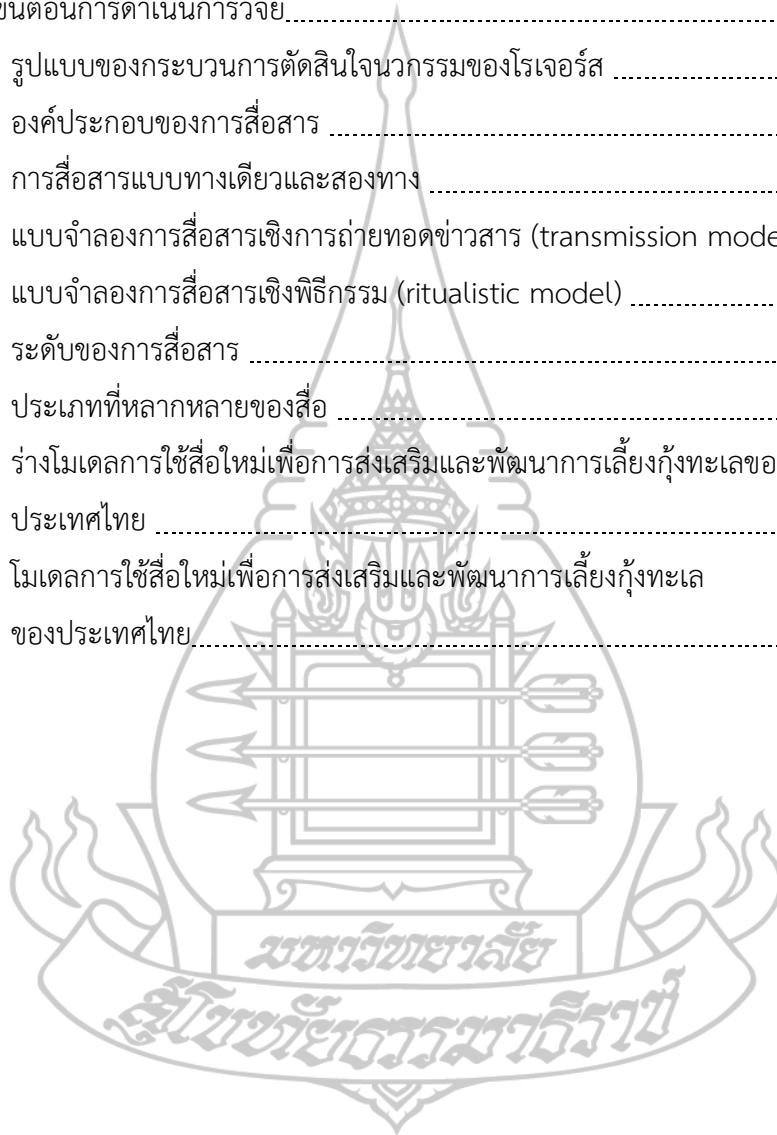 ขั้นตอนการดำเนินการวิจัย
รูปแบบของกระบวนการตัดสินใจนวกรรมของโรเจอร์ส
องค์ประกอบของการสื่อสาร
การสื่อสารแบบทางเดียวและสองทาง
แบบจำลองการสื่อสารเชิงการถ่ายทอดข่าวสาร (transmission mode
แบบจำลองการสื่อสารเชิงพิธีกรรม (ritualistic model)
ระดับของการสื่อสาร
ประเภทที่หลากหลายของสื่อ
ร่างโมเดลการใช้สื่อใหม่เพื่อการส่งเสริมและพัฒนาการเลี้ยงกุ้งทะเลขอ
ประเทศไทย
โมเดลการใช้สื่อใหม่เพื่อการส่งเสริมและพัฒนาการเลี้ยงกุ้งทะเล
ของประเทศไทย
มหาวิทยาลัย
สุโขทัยธรรมาธิราช